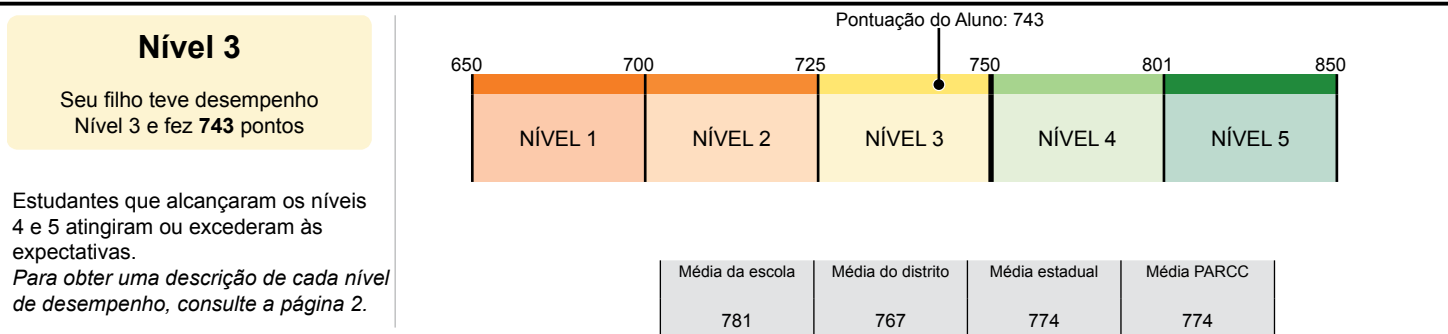 Nível 3
Seu filho teve desempenho
Nível 3 e fez 743 pontos
Estudantes que alcançaram os níveis
4 e 5 atingiram ou excederam às
expectativas.
Para obter uma descrição de cada nível
de desempenho, consulte a página 2.
Pontuação do Aluno: 743
650 700 725 750 801 850
NÍVEL 1 NÍVEL 2 NÍVEL 3 NÍVEL 4 NÍVEL 5
Média da escola Média do distrito Média estadual Média PARCC
781 767 774 774